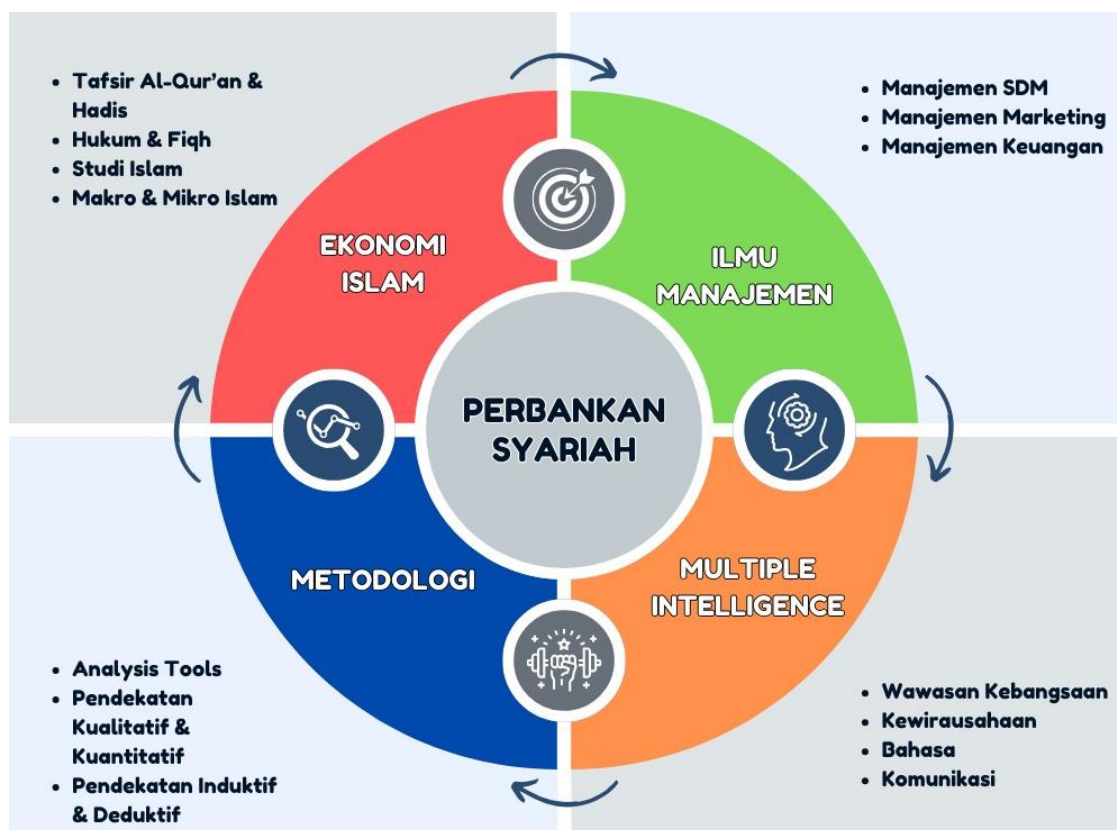 • Tafsir Al-Qur'an &
Hadis
• Hukum & Fiqh
• Studi Islam
• Makro & Mikro Islam
EKONOMI
ISLAM
• Manajemen SDM
• Manajemen Marketing
• Manajemen Keuangan
ILMU
MANAJEMEN
PERBANKAN
SYARIAH
METODOLOGI
• Analysis Tools
• Pendekatan
Kualitatif &
Kuantitatif
• Pendekatan Induktif
& Deduktif
MULTIPLE
INTELLIGENCE
• Wawasan Kebangsaan
• Kewirausahaan
• Bahasa
• Komunikasi